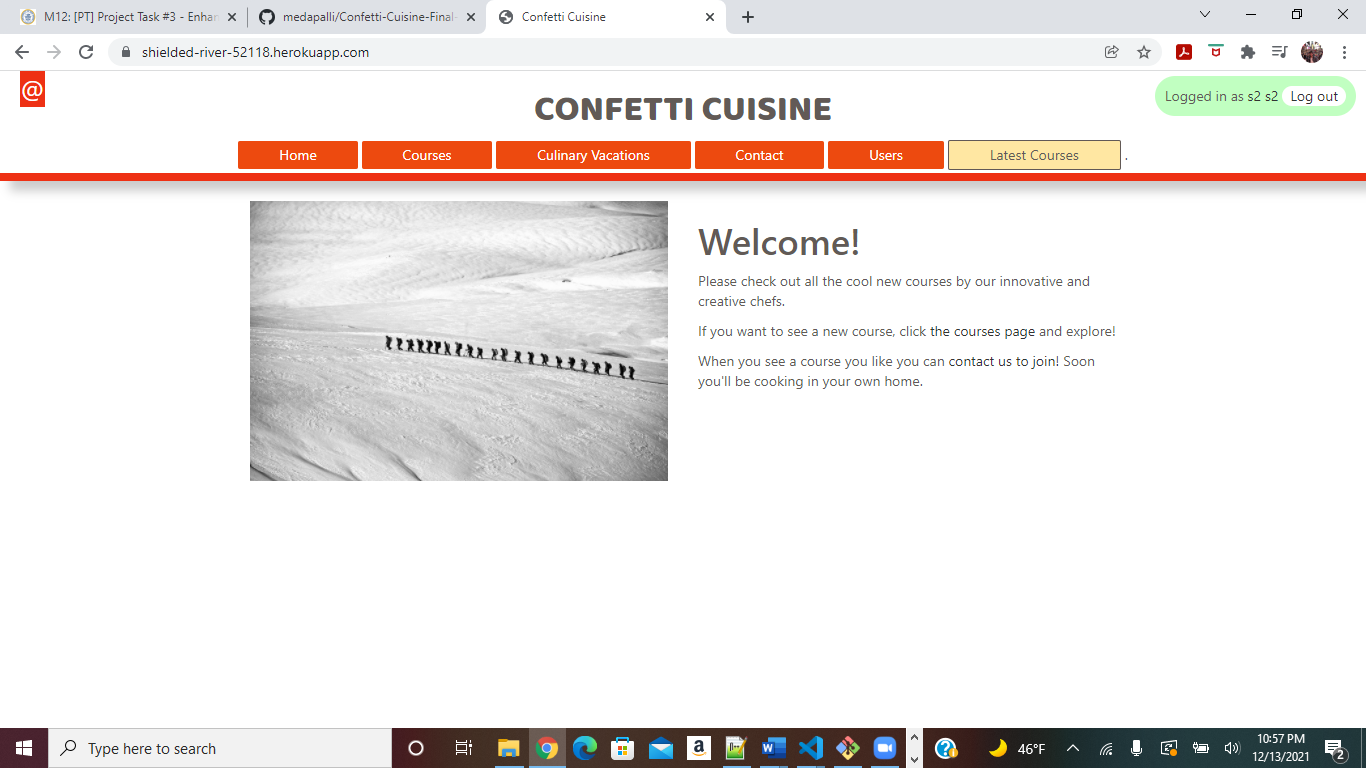 M12: [PT] Project Task #3 - Enhan
medapalli/Confetti-Cuisine-Final-
Confetti Cuisine
shielded-river-52118.herokuapp.com
@
Logged in as s2 s2 Log out
CONFETTI CUISINE
Home Courses Culinary Vacations Contact Users Latest Courses .
Welcome!
Please check out all the cool new courses by our innovative and
creative chefs.
If you want to see a new course, click the courses page and explore!
When you see a course you like you can contact us to join! Soon
you'll be cooking in your own home.
Type here to search
46°F
10:57 PM
12/13/2021
2